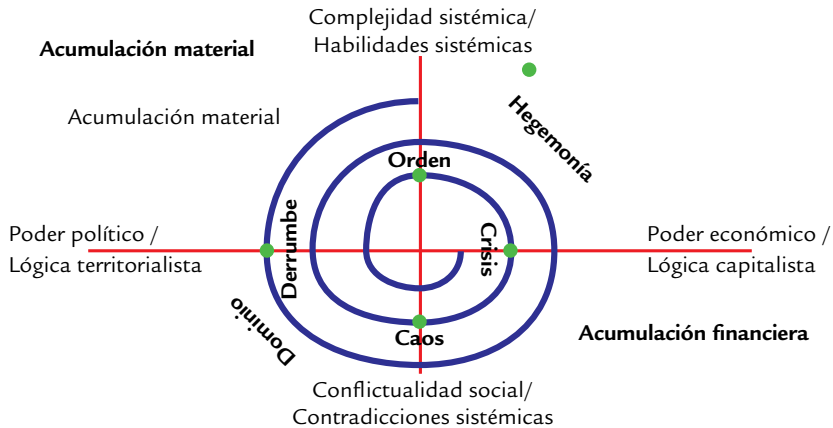 Complejidad sistémica/
Habilidades sistémicas
Acumulación material
Acumulación material
Hegemonía
Orden
Poder político /
Lógica territorialista
Derrumbe
Crisis
Poder económico /
Lógica capitalista
Dominio
Caos
Acumulación financiera
Conflictualidad social/
Contradicciones sistémicas